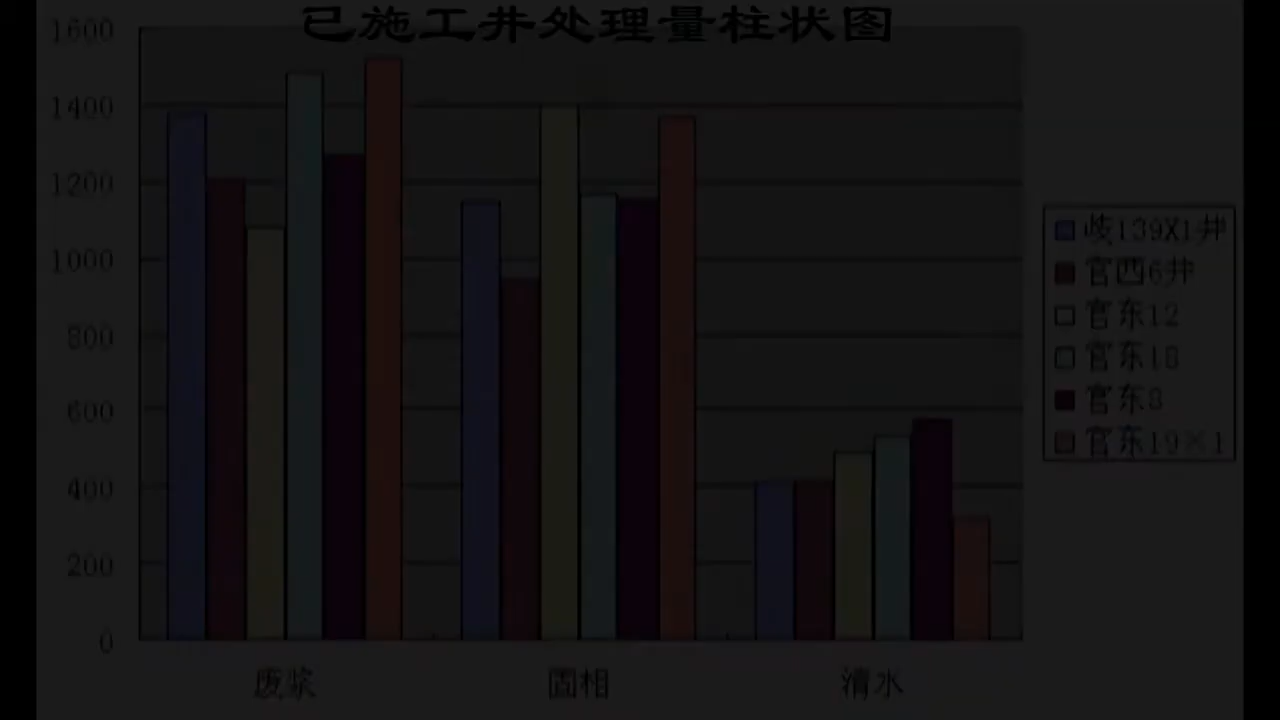 已施工井处理量柱状图
1600
1400
1200
1000
800
600
400
200
0
废浆
固相
清水
歧139X1井
官西6井
官东12
官东18
官东8
官东19×1